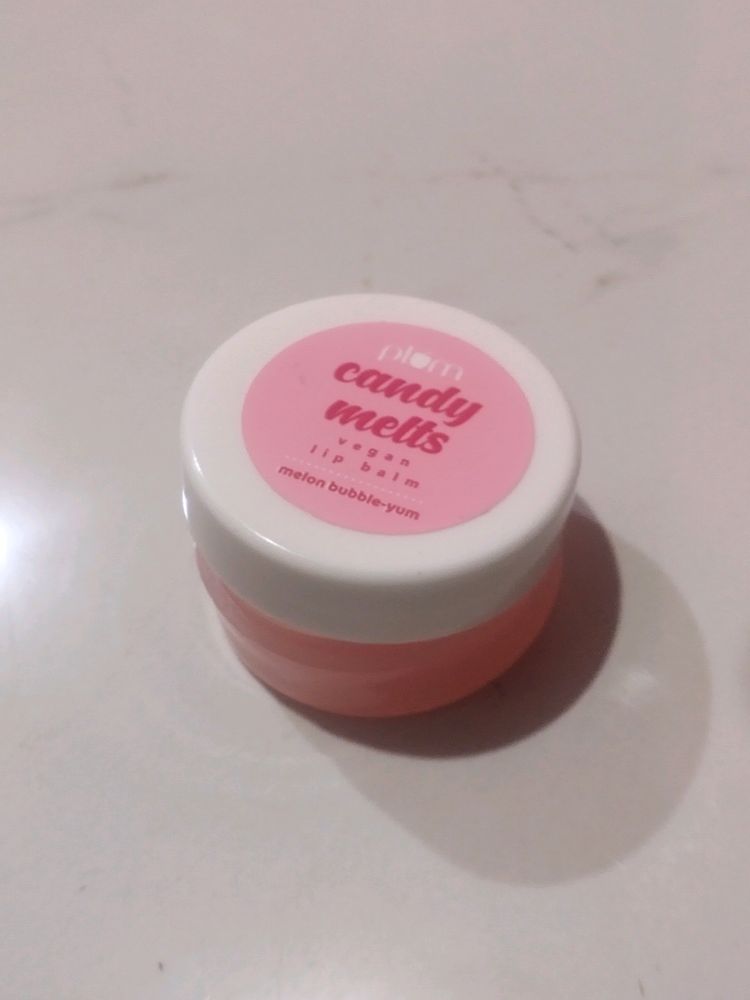 plum
candy
melts
vegan
lip balm
melon bubble-yum